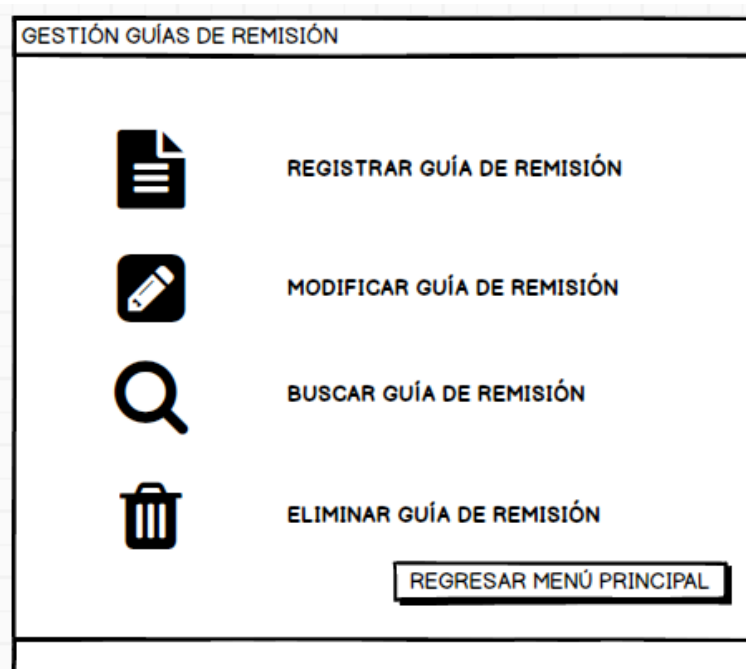 GESTIÓN GUÍAS DE REMISIÓN
REGISTRAR GUÍA DE REMISIÓN
MODIFICAR GUÍA DE REMISIÓN
BUSCAR GUÍA DE REMISIÓN
ELIMINAR GUÍA DE REMISIÓN
REGRESAR MENÚ PRINCIPAL